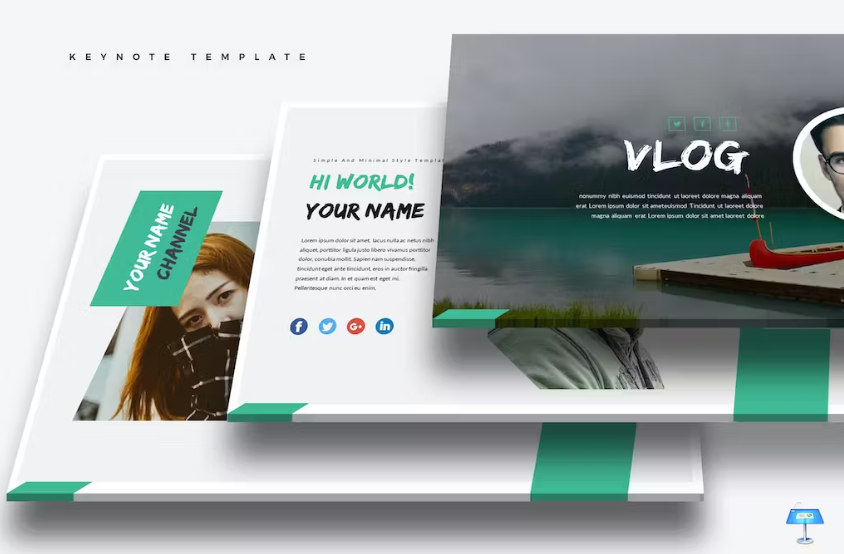 KEYNOTE TEMPLATE
YOUR NAME
CHANNEL
Simple And Minimal Style Templat
HI WORLD!
YOUR NAME
Lorem ipsum dolor sit amet, lacus nulla ac netus nibh
aliquet, porttitor ligula justo libero vivamus porttitor
dolor, conubia mollit. Sapien nam suspendisse,
tincidunt eget ante tincidunt, eros in auctor fringilla
praesent at diam. In et quam est eget mi.
Pellentesque nunc orci eu enim,
VLOG
nonummy nibh euismod tincidunt ut laoreet dolore magna aliquam
erat Lorem ipsum dolor sit ameteuismod Tincidunt ut laoreet dolore
magna aliquam erat Lorem ipsum dolor sit amet laoreet dolore